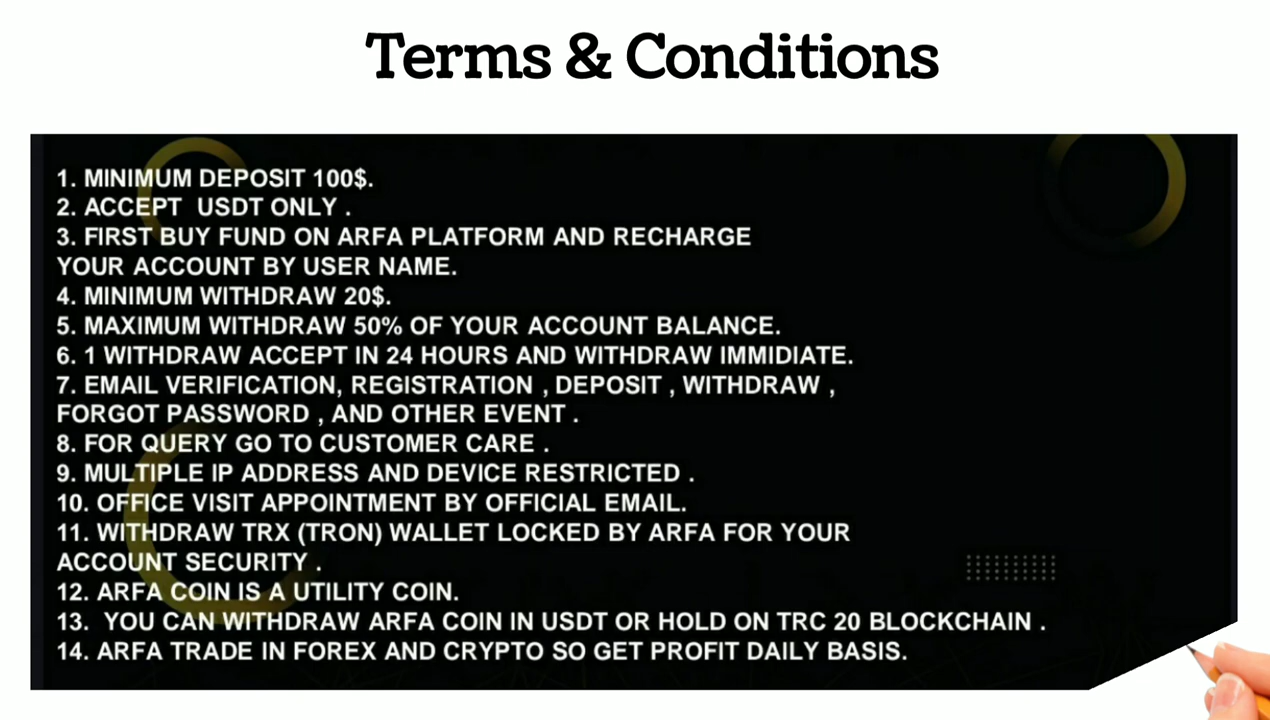 Terms & Conditions
1. MINIMUM DEPOSIT 100$.
2. ACCEPT  USDT ONLY .
3. FIRST BUY FUND ON ARFA PLATFORM AND RECHARGE
YOUR ACCOUNT BY USER NAME.
4. MINIMUM WITHDRAW 20$.
5. MAXIMUM WITHDRAW 50% OF YOUR ACCOUNT BALANCE.
6. 1 WITHDRAW ACCEPT IN 24 HOURS AND WITHDRAW IMMIDIATE.
7. EMAIL VERIFICATION, REGISTRATION , DEPOSIT , WITHDRAW ,
FORGOT PASSWORD , AND OTHER EVENT .
8. FOR QUERY GO TO CUSTOMER CARE .
9. MULTIPLE IP ADDRESS AND DEVICE RESTRICTED .
10. OFFICE VISIT APPOINTMENT BY OFFICIAL EMAIL.
11. WITHDRAW TRX (TRON) WALLET LOCKED BY ARFA FOR YOUR
ACCOUNT SECURITY .
12. ARFA COIN IS A UTILITY COIN.
13.  YOU CAN WITHDRAW ARFA COIN IN USDT OR HOLD ON TRC 20 BLOCKCHAIN .
14. ARFA TRADE IN FOREX AND CRYPTO SO GET PROFIT DAILY BASIS.